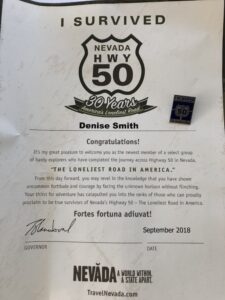 I SURVIVED
NEVADA
HWY
50
30 Years
America's Loneliest Road
Denise Smith
Congratulations!
It's my great pleasure to welcome you as the newest member of a select group
of hardy explorers who have completed the journey across Highway 50 in Nevada,
"THE LONELIEST ROAD IN AMERICA."
From this day forward, you may revel in the knowledge that you have shown
uncommon fortitude and courage by facing the unknown horizon without flinching.
Your thirst for adventure has catapulted you into the ranks of those who can proudly
proclaim to be true survivors of Nevada's Highway 50 – The Loneliest Road in America.
Fortes fortuna adiuvat!
September 2018
GOVERNOR DATE
NEVADA A WORLD WITHIN.
A STATE APART.
TravelNevada.com